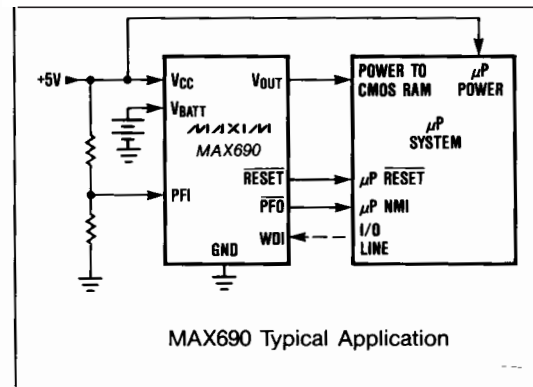 +5V
VCC
VBATT
VOUT
MAXIM
MAX690
RESET
PFI
PFO
WDI
GND
POWER TO
CMOS RAM
µP
POWER
µP
SYSTEM
µP RESET
µP NMI
I/O
LINE
MAX690 Typical Application